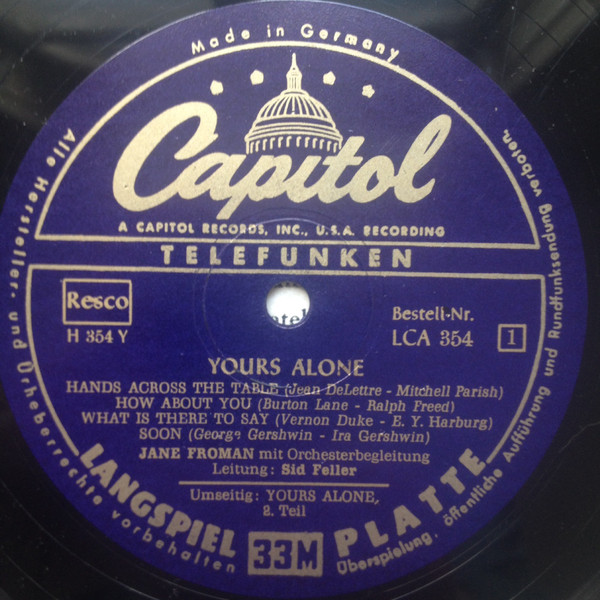 Made in Germany
Capitol
A CAPITOL RECORDS, INC., U.S.A. RECORDING
TELEFUNKEN
Resco
H 354 Y
Bestell-Nr.
LCA 354
1
YOURS ALONE
HANDS ACROSS THE TABLE (Jean DeLettre - Mitchell Parish)
HOW ABOUT YOU (Burton Lane - Ralph Freed)
WHAT IS THERE TO SAY (Vernon Duke - E. Y. Harburg)
SOON (George Gershwin - Ira Gershwin)
JANE FROMAN mit Orchesterbegleitung
Leitung: Sid Feller
Umseitig: YOURS ALONE,
2. Teil
LANGSPIEL 33M PLATTE
Alle Hersteller- und Urheberrechte vorbehalten
Überspielung, öffentliche Aufführung und Rundfunksendung verboten.